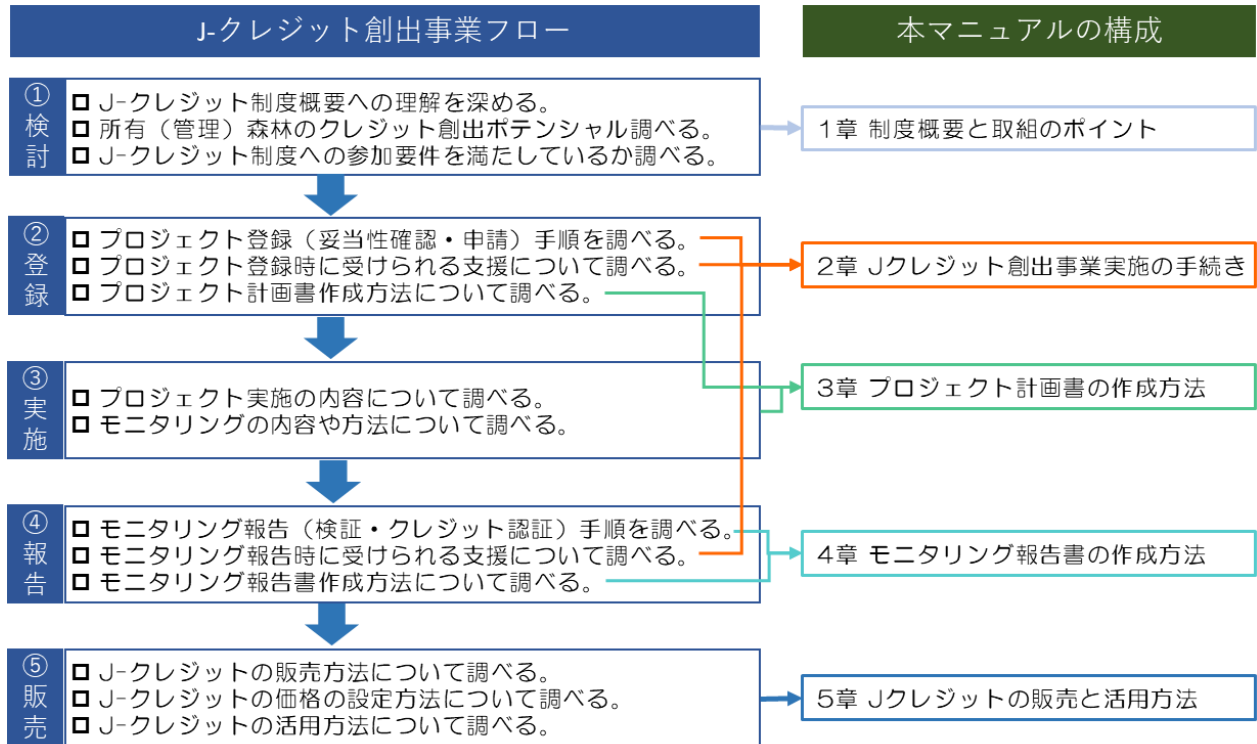 J-クレジット創出事業フロー
本マニュアルの構成
①検討
J-クレジット制度概要への理解を深める。
所有（管理）森林のクレジット創出ポテンシャル調べる。
J-クレジット制度への参加要件を満たしているか調べる。
1章 制度概要と取組のポイント
②登録
プロジェクト登録（妥当性確認・申請）手順を調べる。
プロジェクト登録時に受けられる支援について調べる。
プロジェクト計画書作成方法について調べる。
2章 Jクレジット創出事業実施の手続き
③実施
プロジェクト実施の内容について調べる。
モニタリングの内容や方法について調べる。
3章 プロジェクト計画書の作成方法
④報告
モニタリング報告（検証・クレジット認証）手順を調べる。
モニタリング報告時に受けられる支援について調べる。
モニタリング報告書作成方法について調べる。
4章 モニタリング報告書の作成方法
⑤販売
J-クレジットの販売方法について調べる。
J-クレジットの価格の設定方法について調べる。
J-クレジットの活用方法について調べる。
5章 Jクレジットの販売と活用方法